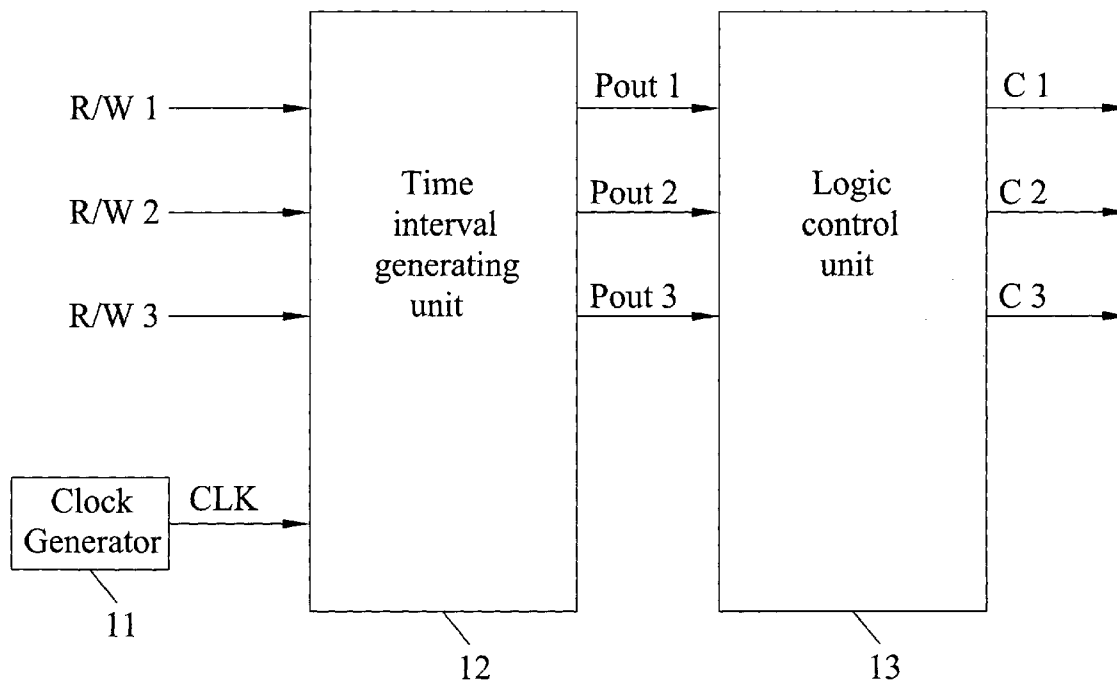 R/W 1
R/W 2
R/W 3
Clock
Generator
CLK
11
Time
interval
generating
unit
12
Pout 1
Pout 2
Pout 3
Logic
control
unit
13
C 1
C 2
C 3